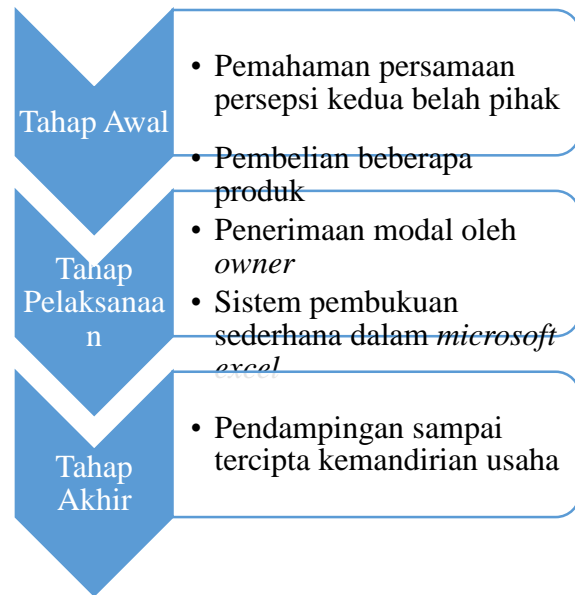 Tahap Awal
• Pemahaman persamaan
persepsi kedua belah pihak
Tahap
Pelaksanaa
n
• Pembelian beberapa
produk
• Penerimaan modal oleh
owner
• Sistem pembukuan
sederhana dalam microsoft
excel
Tahap
Akhir
• Pendampingan sampai
tercipta kemandirian usaha